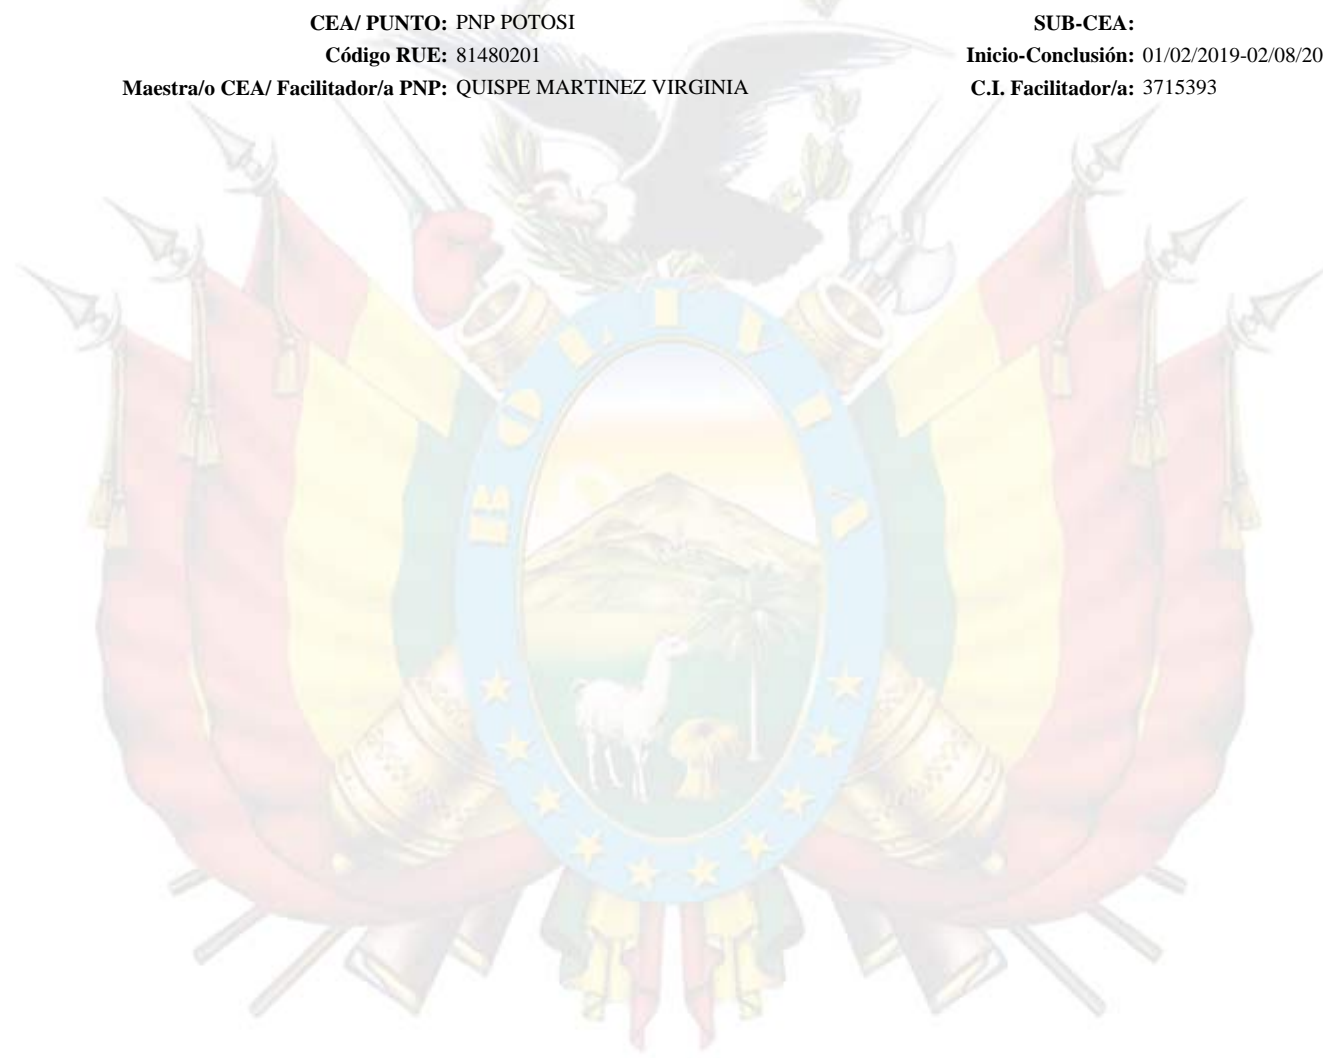 CEA/ PUNTO: PNP POTOSI SUB-CEA:
Código RUE: 81480201 Inicio-Conclusión: 01/02/2019-02/08/20
Maestra/o CEA/ Facilitador/a PNP: QUISPE MARTINEZ VIRGINIA C.I. Facilitador/a: 3715393
BOLIVIA